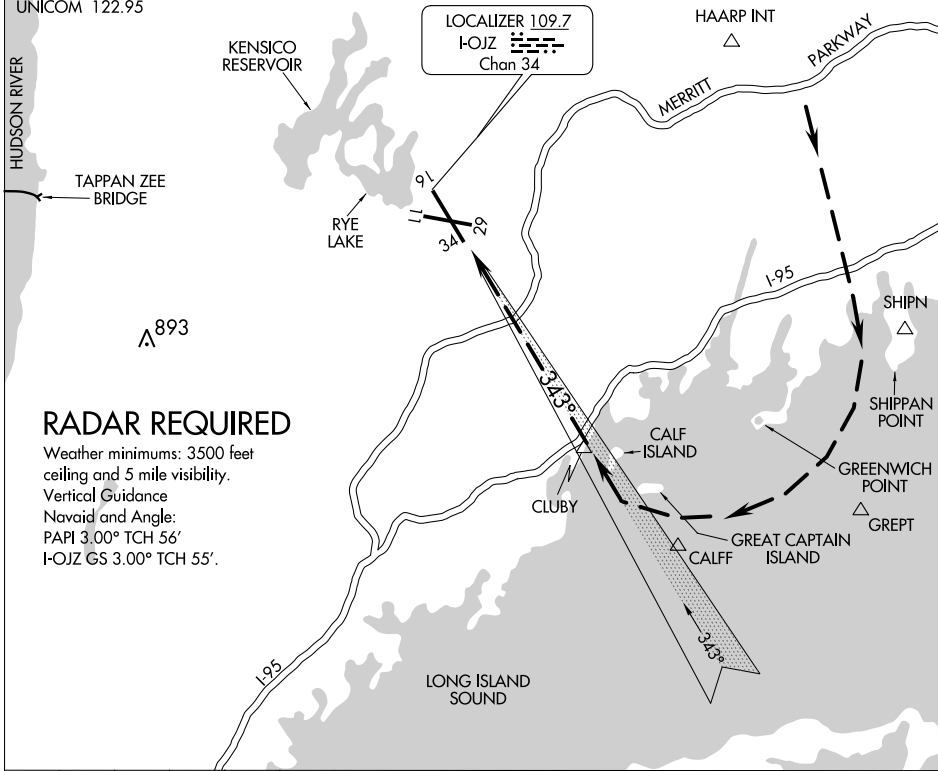 UNICOM 122.95
LOCALIZER 109.7
I-OJZ
Chan 34
HAARP INT
KENSICO
RESERVOIR
PARKWAY
MERRITT
HUDSON RIVER
TAPPAN ZEE
BRIDGE
16
11
29
34
RYE
LAKE
I-95
SHIPN
893
343°
SHIPPAN
POINT
RADAR REQUIRED
Weather minimums: 3500 feet
ceiling and 5 mile visibility.
Vertical Guidance
Navaid and Angle:
PAPI 3.00° TCH 56'
I-OJZ GS 3.00° TCH 55'.
CALF
ISLAND
GREENWICH
POINT
CLUBY
GREPT
GREAT CAPTAIN
ISLAND
CALFF
343°
I-95
LONG ISLAND
SOUND